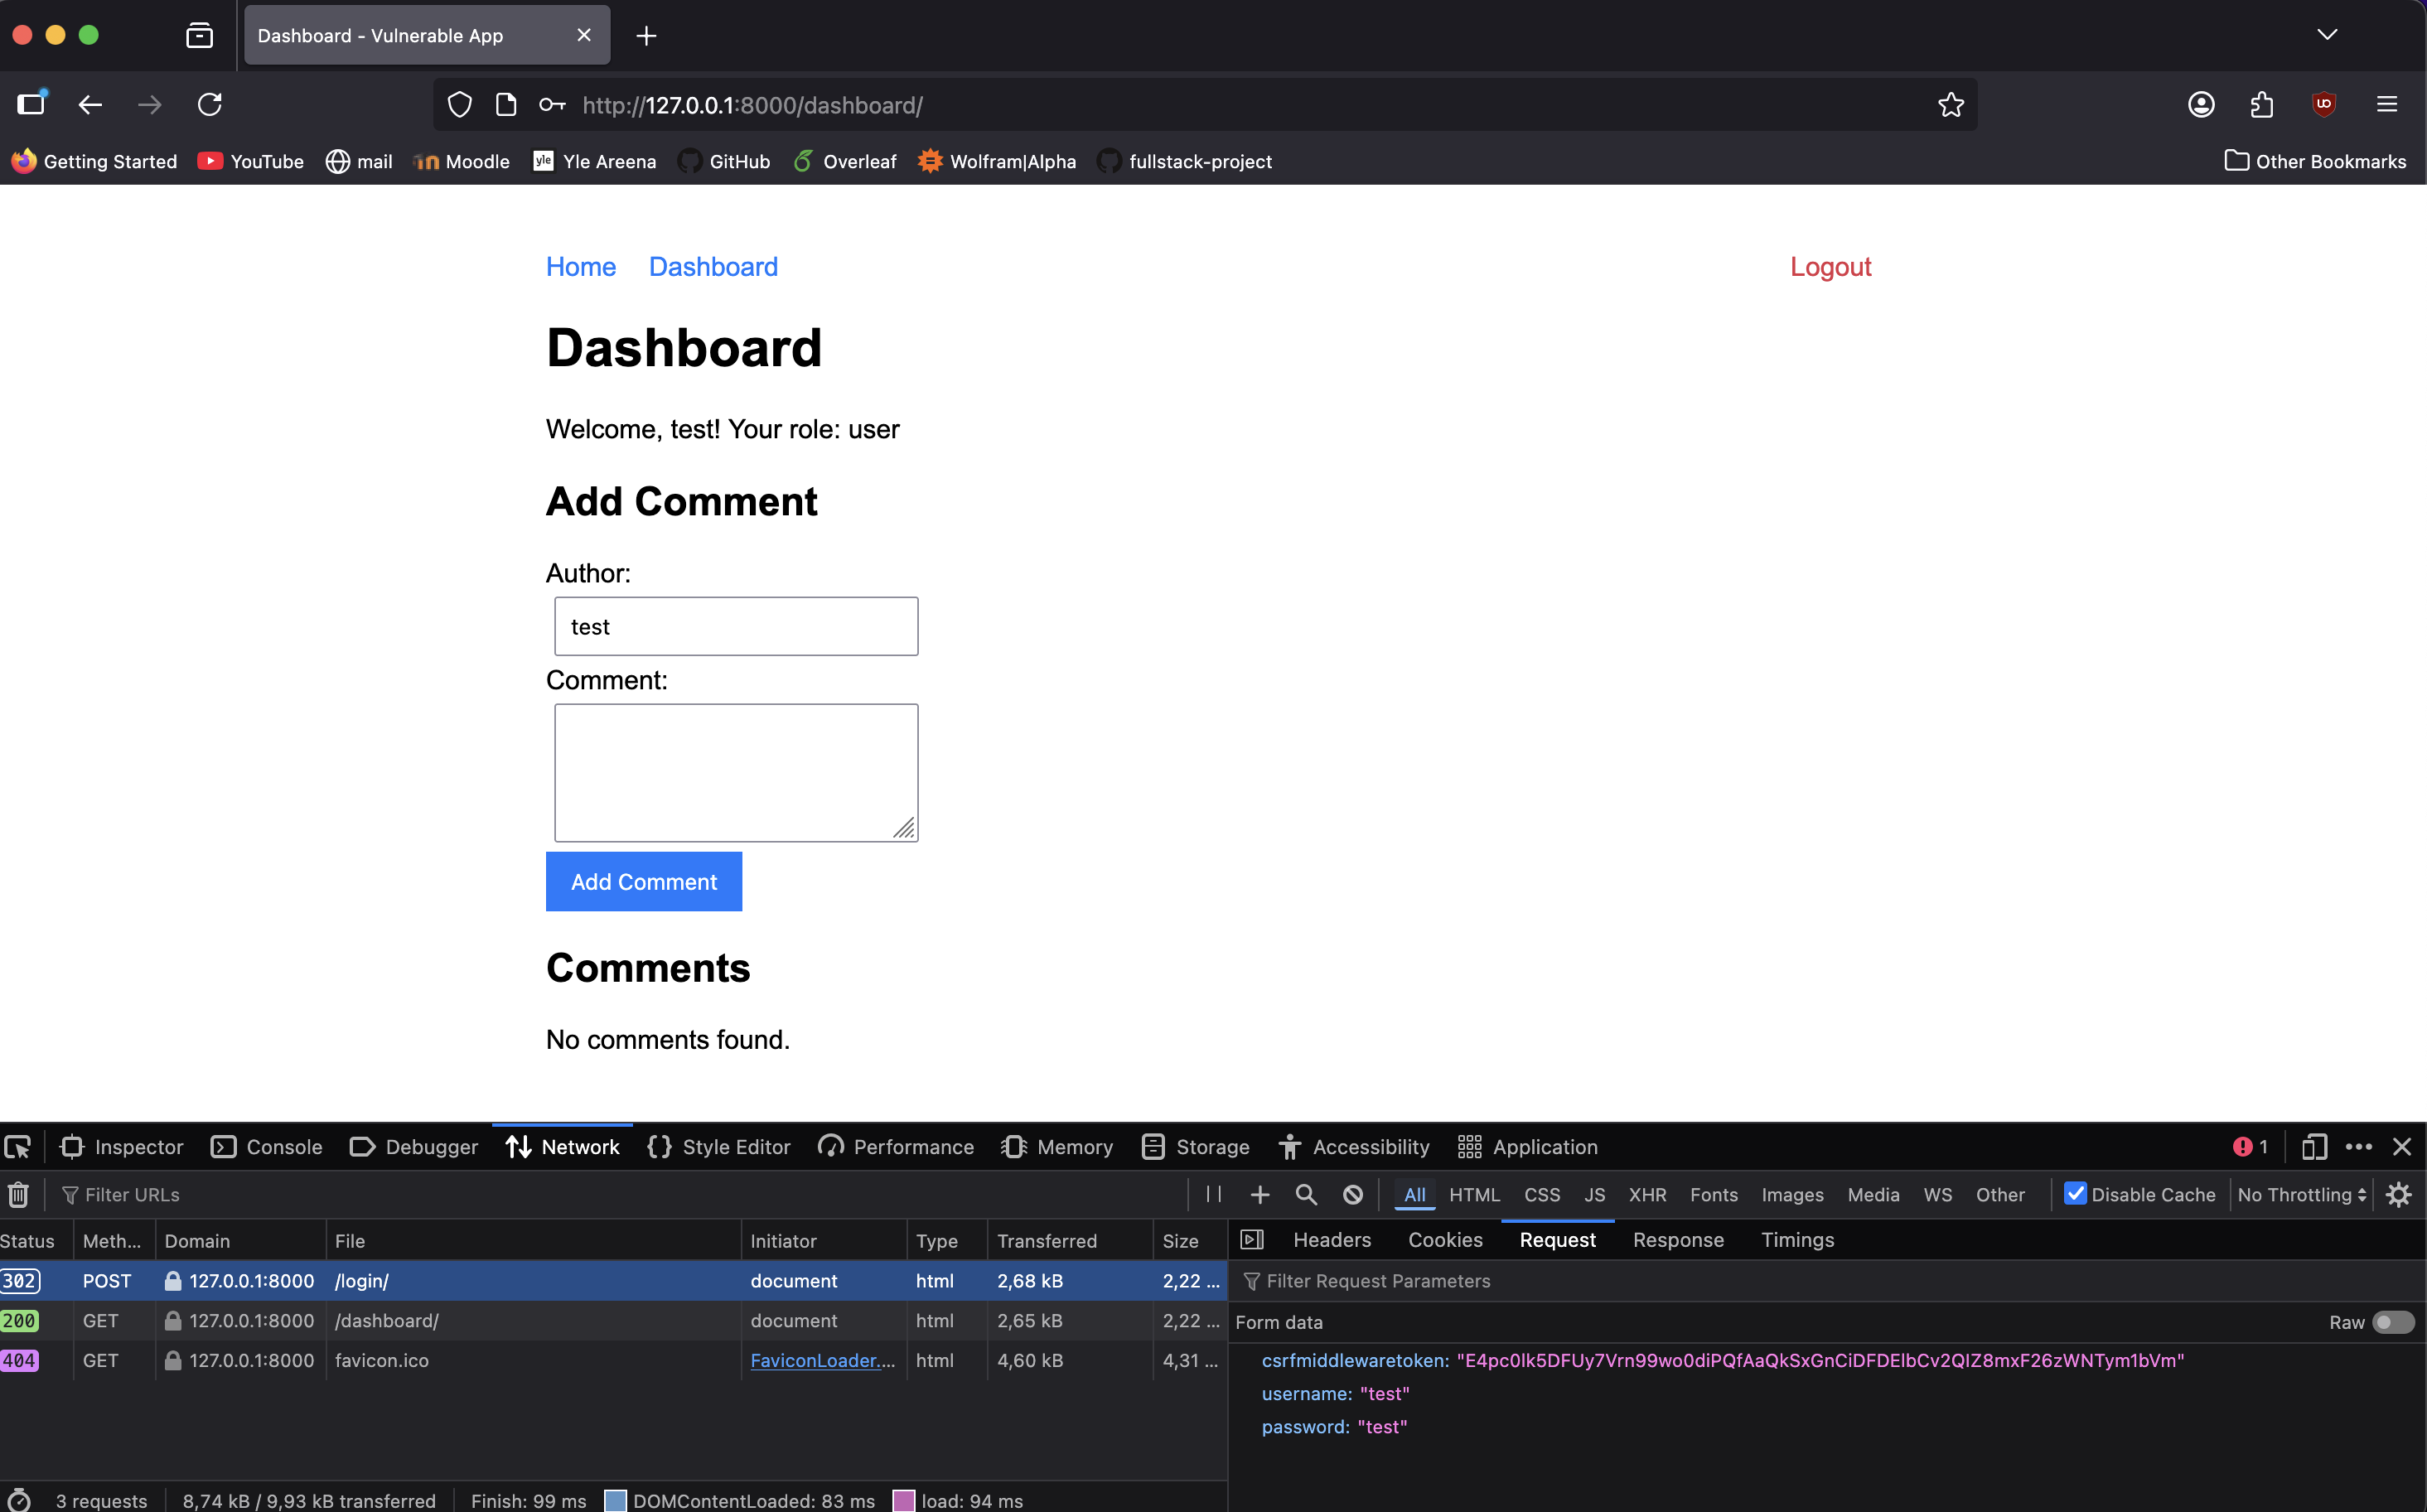 Dashboard - Vulnerable App
http://127.0.0.1:8000/dashboard/
Getting Started YouTube mail Moodle yle Yle Areena GitHub Overleaf Wolfram|Alpha fullstack-project Other Bookmarks
Home Dashboard Logout
Dashboard
Welcome, test! Your role: user
Add Comment
Author:
test
Comment:
Add Comment
Comments
No comments found.
Inspector Console Debugger Network Style Editor Performance Memory Storage Accessibility Application 1
Filter URLs All HTML CSS JS XHR Fonts Images Media WS Other Disable Cache No Throttling
Status Meth... Domain File Initiator Type Transferred Size Headers Cookies Request Response Timings
302 POST 127.0.0.1:8000 /login/ document html 2,68 kB 2,22 ... Filter Request Parameters
200 GET 127.0.0.1:8000 /dashboard/ document html 2,65 kB 2,22 ... Form data Raw
404 GET 127.0.0.1:8000 favicon.ico FaviconLoader.... html 4,60 kB 4,31 ... csrfmiddlewaretoken:
username: "test"
password: "test"
3 requests 8,74 kB / 9,93 kB transferred Finish: 99 ms DOMContentLoaded: 83 ms load: 94 ms